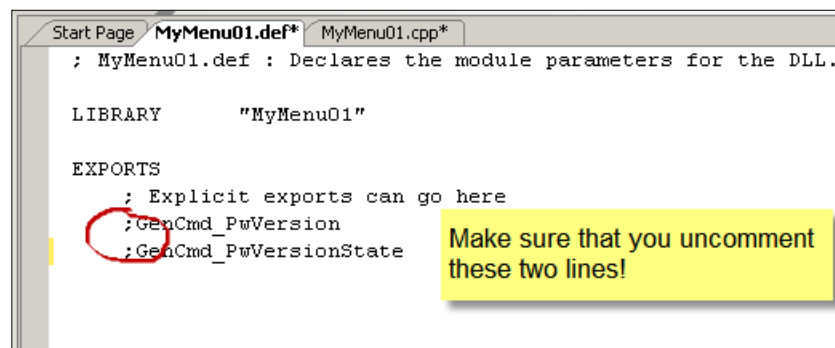 Start Page MyMenu01.def* MyMenu01.cpp*
; MyMenu01.def : Declares the module parameters for the DLL.
LIBRARY "MyMenu01"
EXPORTS
; Explicit exports can go here
;GenCmd_PwVersion
;GenCmd_PwVersionState
Make sure that you uncomment
these two lines!